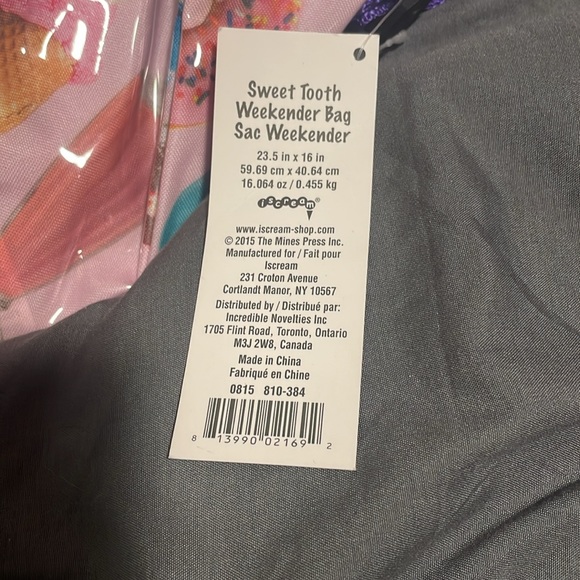 Sweet Tooth
Weekender Bag
Sac Weekender
23.5 in x 16 in
59.69 cm x 40.64 cm
16.064 oz / 0.455 kg
iscream®
www.iscream-shop.com
© 2015 The Mines Press Inc.
Manufactured for / Fait pour
Iscream
231 Croton Avenue
Cortlandt Manor, NY 10567
Distributed by / Distribué par:
Incredible Novelties Inc
1705 Flint Road, Toronto, Ontario
M3J 2W8, Canada
Made in China
Fabriqué en Chine
0815 810-384
8 13990 02169 2